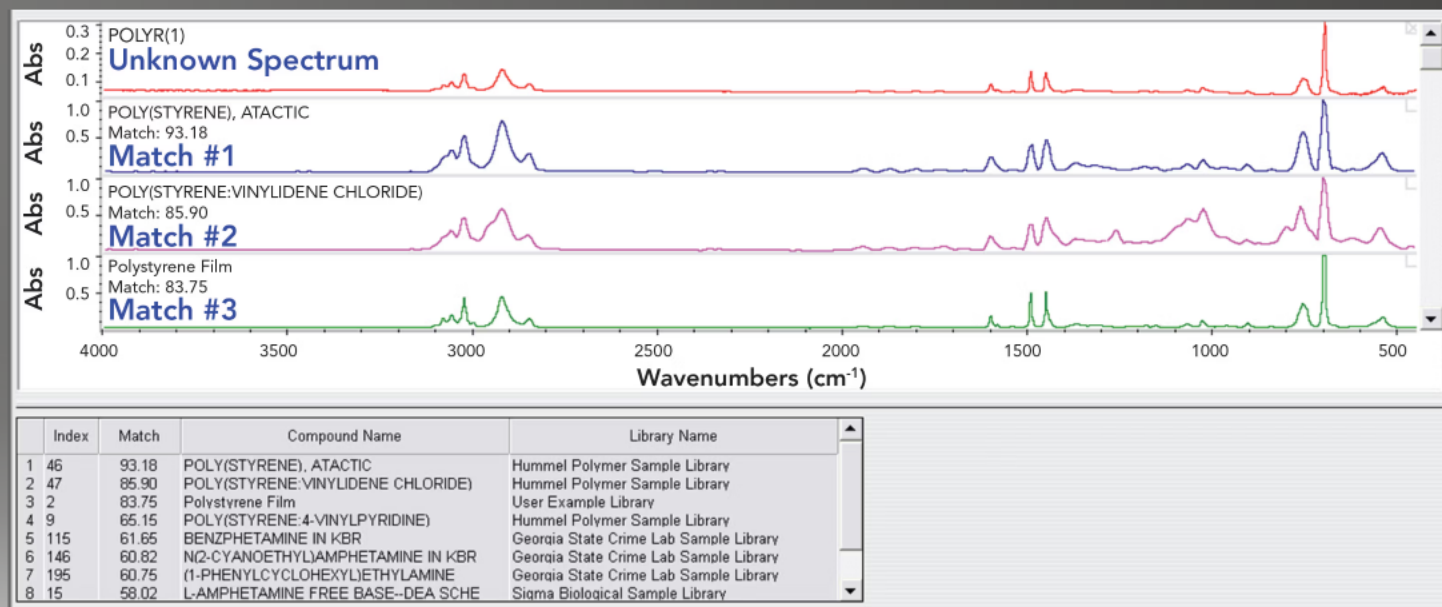 POLYR(1)
Unknown Spectrum
Abs
0.3
0.2
0.1
POLY(STYRENE), ATACTIC
Match: 93.18
Match #1
Abs
1.0
0.5
POLY(STYRENE:VINYLIDENE CHLORIDE)
Match: 85.90
Match #2
Abs
1.0
0.5
Polystyrene Film
Match: 83.75
Match #3
Abs
1.0
0.5
4000 3500 3000 2500 2000 1500 1000 500
Wavenumbers (cm-1)
Index Match Compound Name Library Name
1 46 93.18 POLY(STYRENE), ATACTIC Hummel Polymer Sample Library
2 47 85.90 POLY(STYRENE:VINYLIDENE CHLORIDE) Hummel Polymer Sample Library
3 2 83.75 Polystyrene Film User Example Library
4 9 65.15 POLY(STYRENE:4-VINYLPYRIDINE) Hummel Polymer Sample Library
5 115 61.65 BENZPHETAMINE IN KBR Georgia State Crime Lab Sample Library
6 146 60.82 N(2-CYANOETHYL)AMPHETAMINE IN KBR Georgia State Crime Lab Sample Library
7 195 60.75 (1-PHENYLCYCLOHEXYL)ETHYLAMINE Georgia State Crime Lab Sample Library
8 15 58.02 L-AMPHETAMINE FREE BASE--DEA SCHE Sigma Biological Sample Library